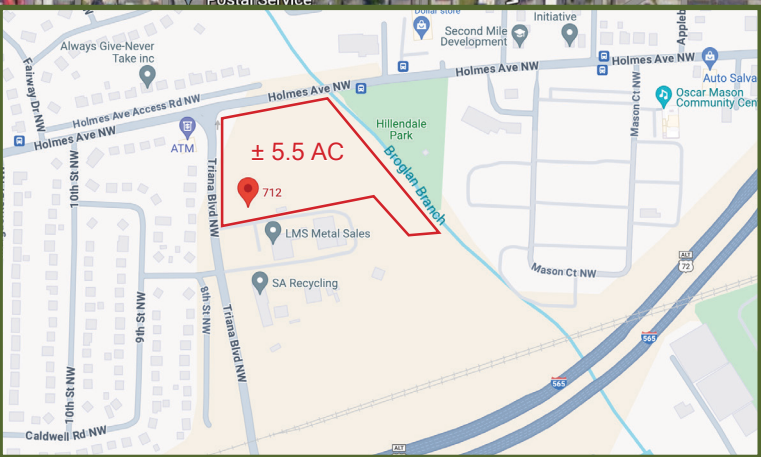 Postal Service
Dollar store
Initiative
Second Mile
Development
Always Give-Never
Take inc
Fairway Dr NW
Holmes Ave NW
Holmes Ave NW
Holmes Ave NW
Auto Salva
Oscar Mason
Community Cen
Mason Ct NW
Appleb
Holmes Ave Access Rd NW
Holmes Ave NW
ATM
Hillendale
Park
± 5.5 AC
712
Broglan Branch
Triana Blvd NW
10th St NW
LMS Metal Sales
SA Recycling
Mason Ct NW
ALT
72
565
565
9th St NW
8th St NW
Triana Blvd NW
10th St NW
Caldwell Rd NW
ALT